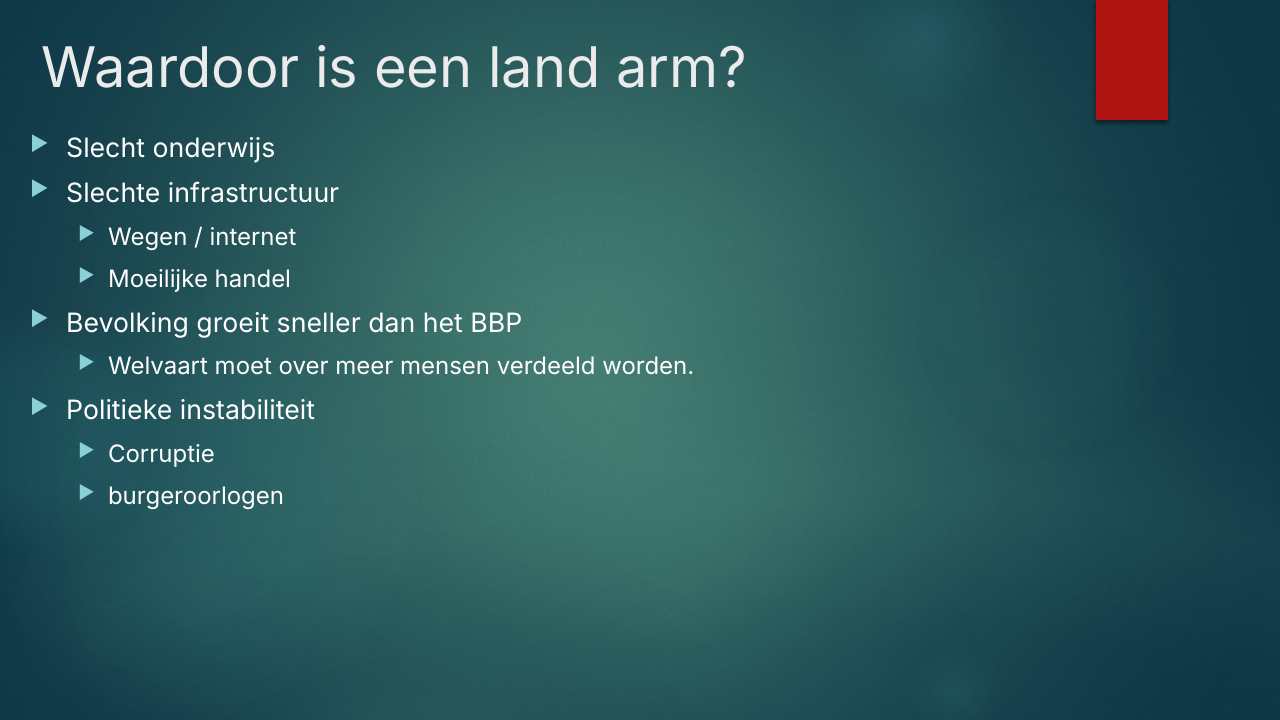 Waardoor is een land arm?
Slecht onderwijs
Slechte infrastructuur
Wegen / internet
Moeilijke handel
Bevolking groeit sneller dan het BBP
Welvaart moet over meer mensen verdeeld worden.
Politieke instabiliteit
Corruptie
burgeroorlogen